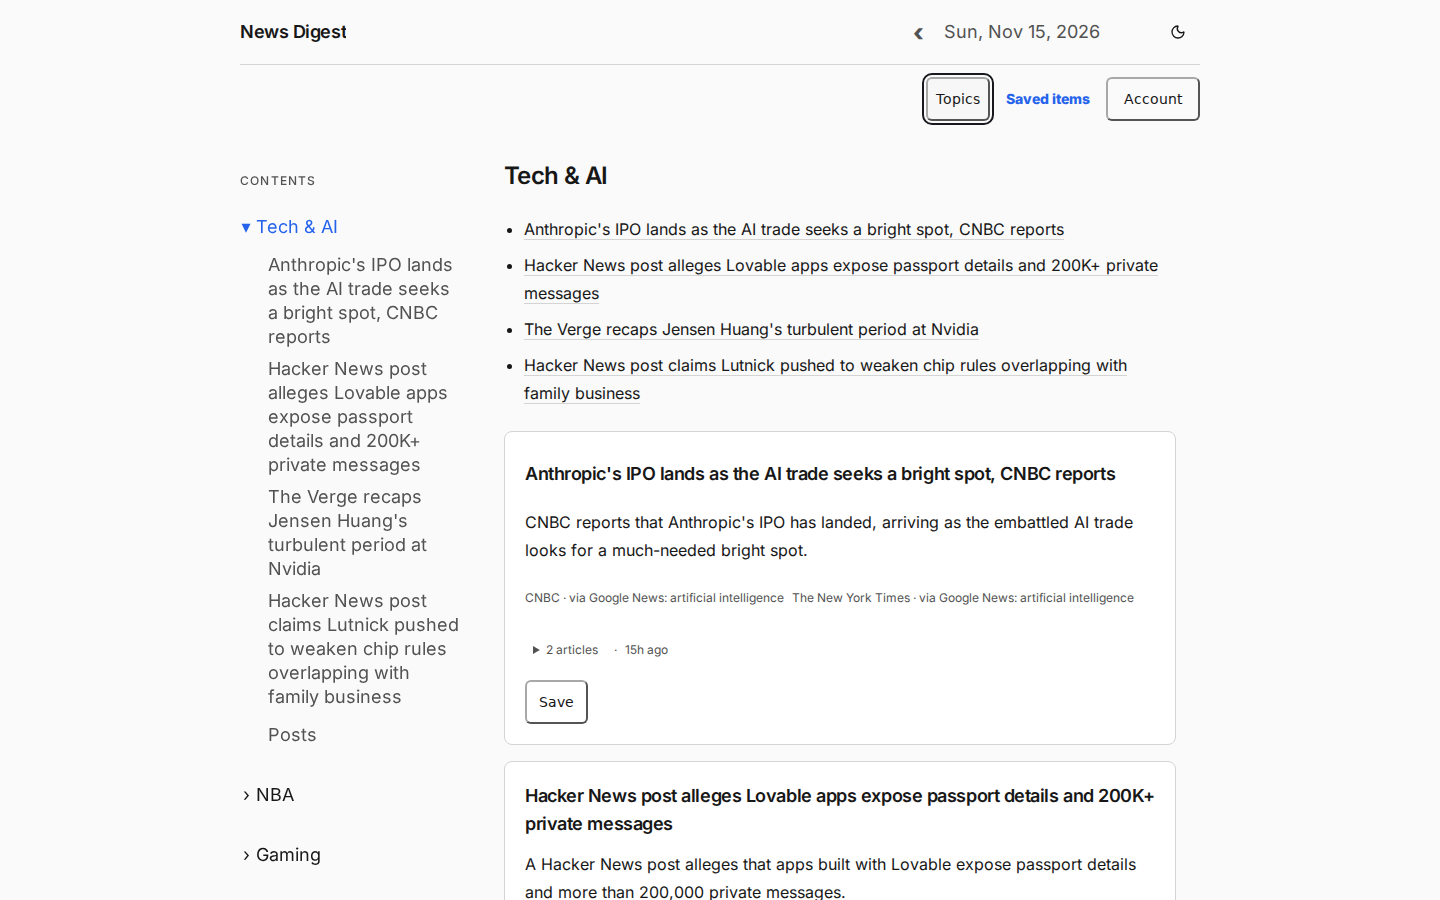 News Digest
‹ Sun, Nov 15, 2026
Topics Saved items Account
CONTENTS
▾ Tech & AI
Anthropic's IPO lands
as the AI trade seeks
a bright spot, CNBC
reports
Hacker News post
alleges Lovable apps
expose passport
details and 200K+
private messages
The Verge recaps
Jensen Huang's
turbulent period at
Nvidia
Hacker News post
claims Lutnick pushed
to weaken chip rules
overlapping with
family business
Posts
› NBA
› Gaming
Tech & AI
• Anthropic's IPO lands as the AI trade seeks a bright spot, CNBC reports
• Hacker News post alleges Lovable apps expose passport details and 200K+ private
messages
• The Verge recaps Jensen Huang's turbulent period at Nvidia
• Hacker News post claims Lutnick pushed to weaken chip rules overlapping with
family business
Anthropic's IPO lands as the AI trade seeks a bright spot, CNBC reports
CNBC reports that Anthropic's IPO has landed, arriving as the embattled AI trade
looks for a much-needed bright spot.
CNBC · via Google News: artificial intelligence The New York Times · via Google News: artificial intelligence
▶ 2 articles · 15h ago
Save
Hacker News post alleges Lovable apps expose passport details and 200K+
private messages
A Hacker News post alleges that apps built with Lovable expose passport details
and more than 200,000 private messages.